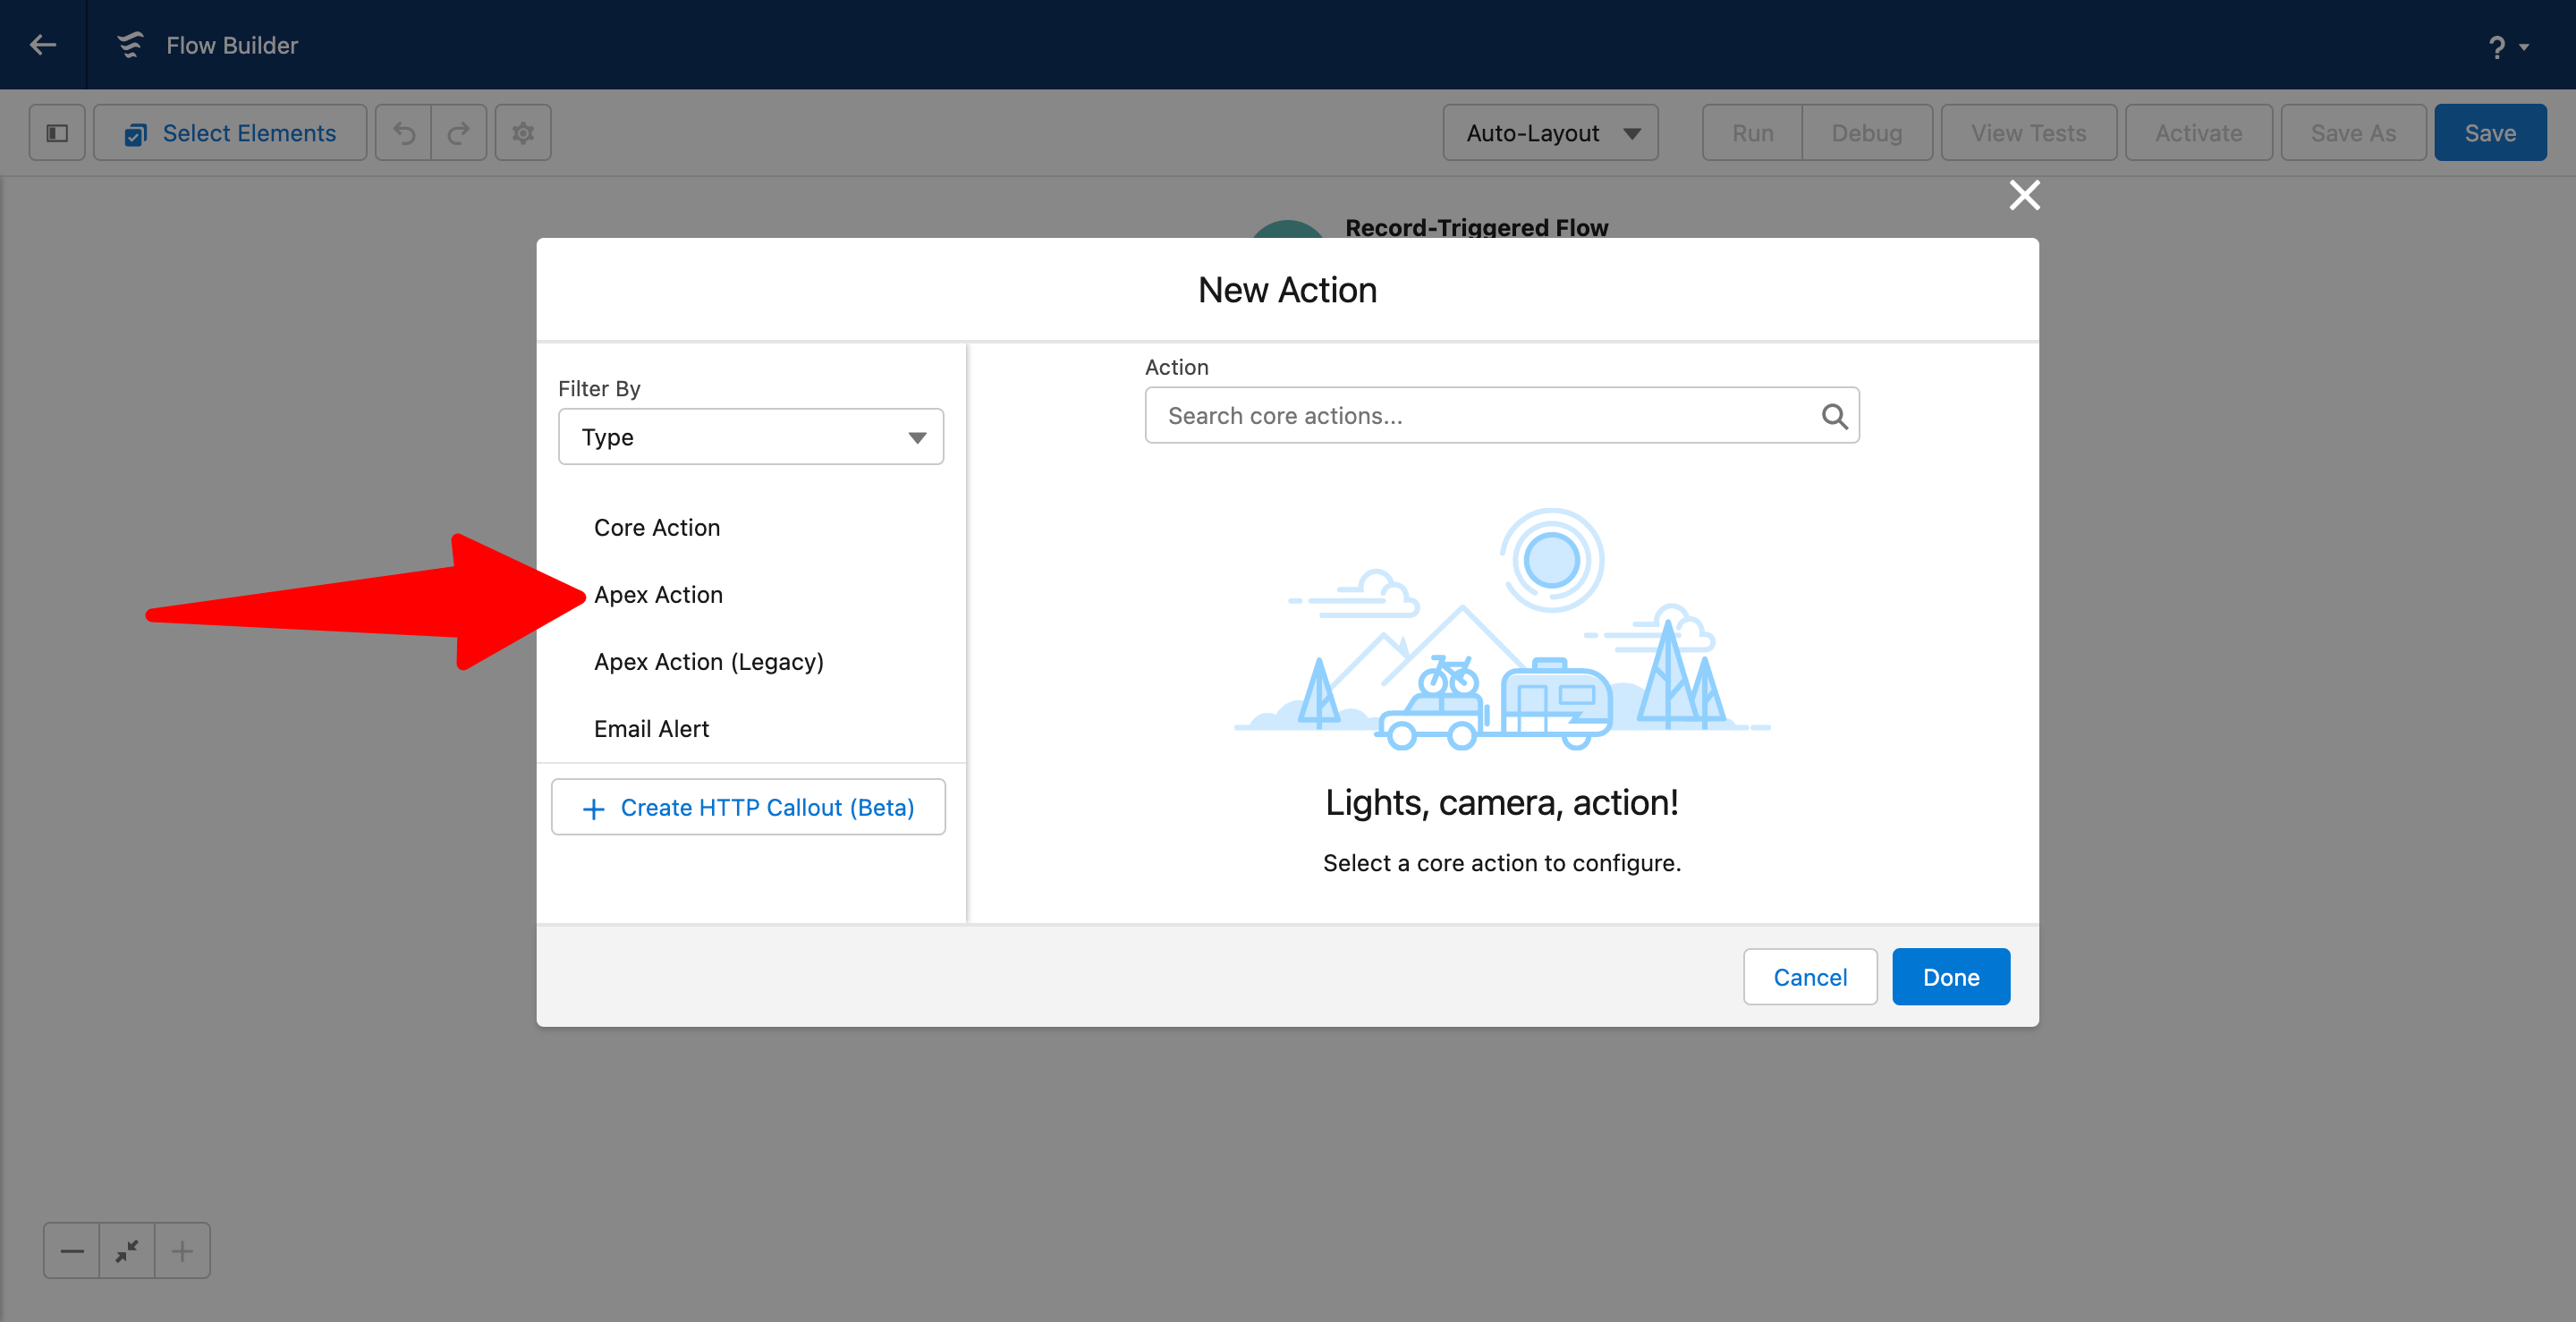 Flow Builder
?
Select Elements
Auto-Layout
Run
Debug
View Tests
Activate
Save As
Save
Record-Triggered Flow
New Action
Filter By
Type
Core Action
Apex Action
Apex Action (Legacy)
Email Alert
Create HTTP Callout (Beta)
Action
Search core actions...
Lights, camera, action!
Select a core action to configure.
Cancel
Done